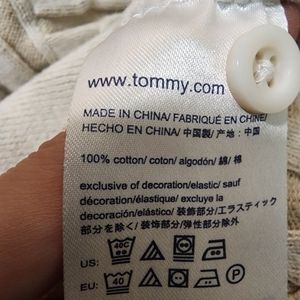 www.tommy.com
MADE IN CHINA/ FABRIQUÉ EN CHINE/
HECHO EN CHINA/ 中国製/ 产地：中国
100% cotton/ coton/ algodón/ 綿/ 棉
exclusive of decoration/elastic/ sauf
décoration/élastique/ excluye la
decoración/elástico/ 装飾部分/エラスティック
部分を除く/ 装饰部分/弹性部分除外
US: 40C
EU: 40 P